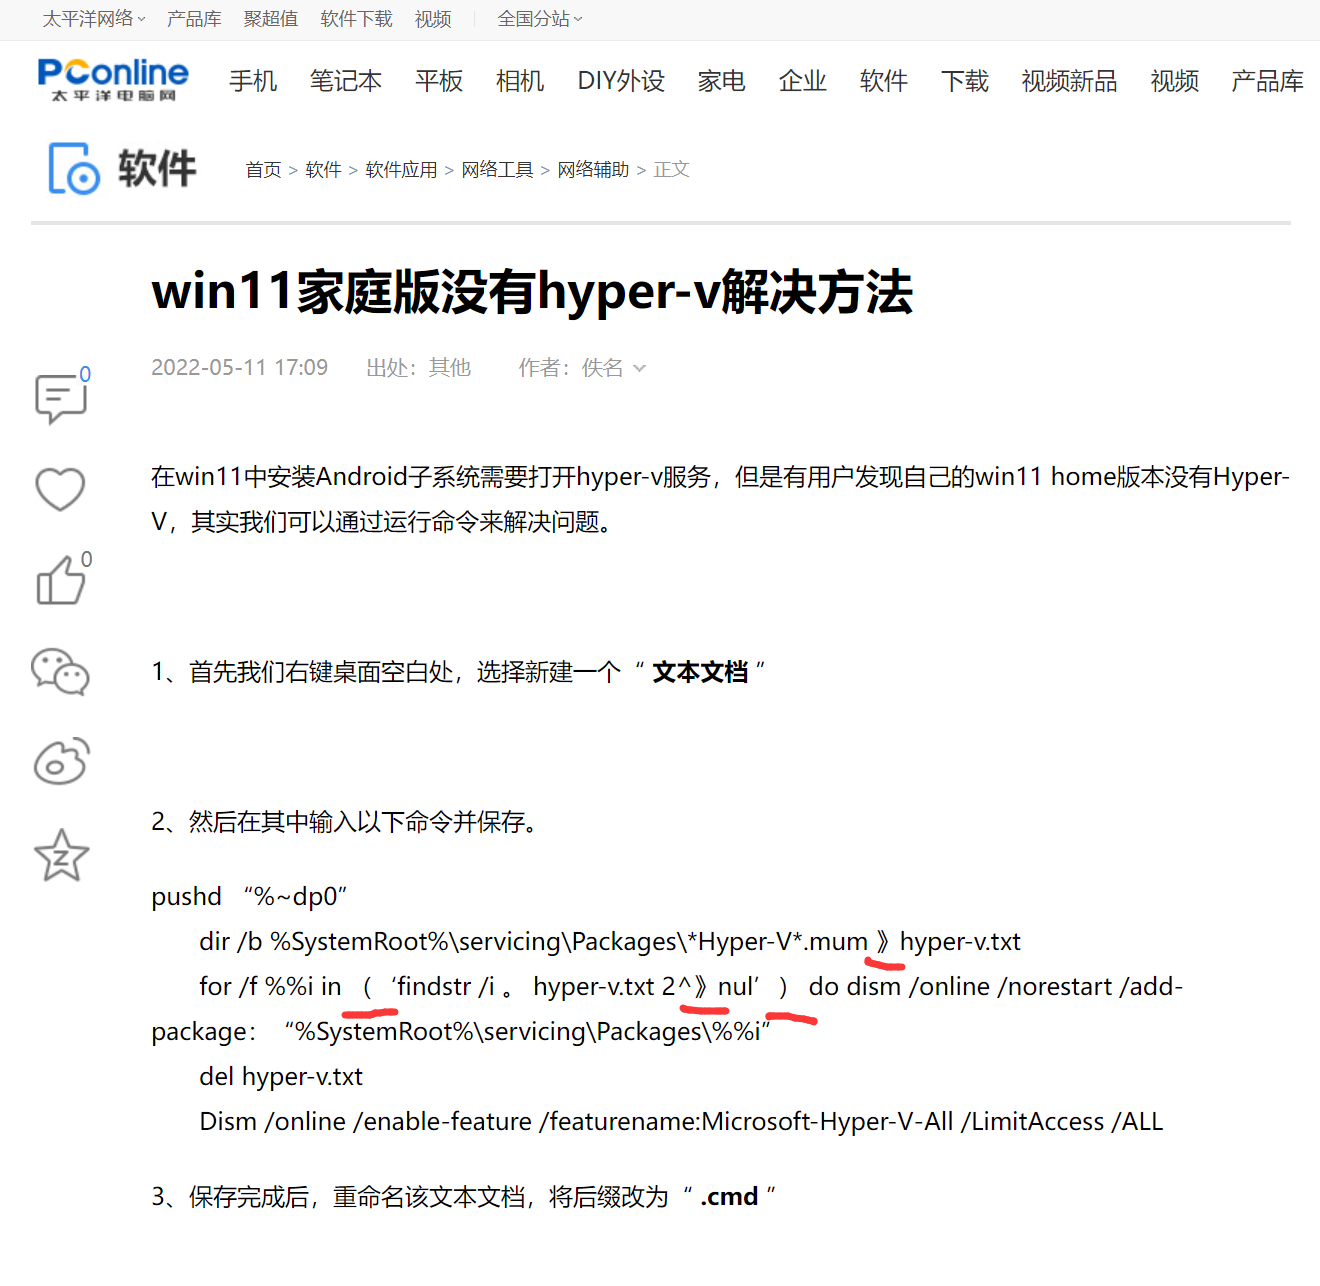 太平洋网络 产品库 聚超值 软件下载 视频 全国分站
PConline 太平洋电脑网 手机 笔记本 平板 相机 DIY外设 家电 企业 软件 下载 视频新品 视频 产品库
软件 首页 > 软件 > 软件应用 > 网络工具 > 网络辅助 > 正文
win11家庭版没有hyper-v解决方法
2022-05-11 17:09 出处：其他 作者：佚名
0
0
在win11中安装Android子系统需要打开hyper-v服务，但是有用户发现自己的win11 home版本没有Hyper-
V，其实我们可以通过运行命令来解决问题。
1、首先我们右键桌面空白处，选择新建一个“ 文本文档 ”
2、然后在其中输入以下命令并保存。
pushd “%~dp0”
dir /b %SystemRoot%\servicing\Packages\*Hyper-V*.mum 》hyper-v.txt
for /f %%i in （‘findstr /i 。 hyper-v.txt 2^》nul’） do dism /online /norestart /add-
package：“%SystemRoot%\servicing\Packages\%%i”
del hyper-v.txt
Dism /online /enable-feature /featurename:Microsoft-Hyper-V-All /LimitAccess /ALL
3、保存完成后，重命名该文本文档，将后缀改为“ .cmd ”